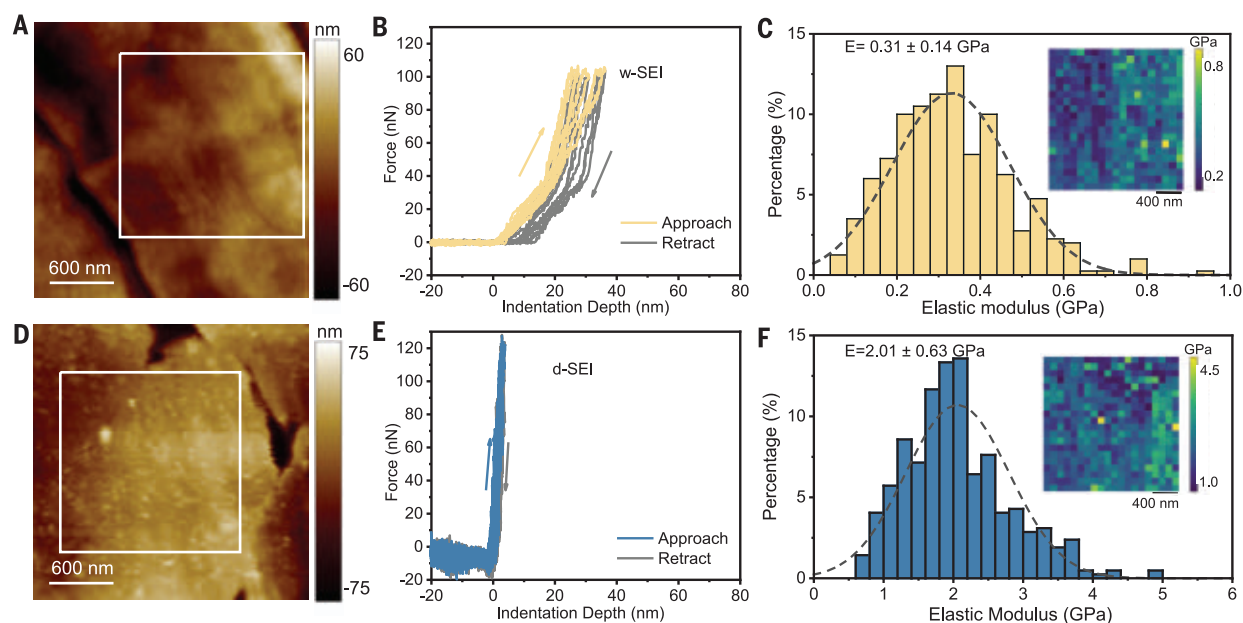 A
nm
60
-60
600 nm
B
120
100
80
60
40
20
0
-20
Force (nN)
w-SEI
Approach
Retract
-20
0
20
40
60
80
Indentation Depth (nm)
C
E= 0.31 ± 0.14 GPa
15
10
5
0
Percentage (%)
GPa
0.8
0.2
400 nm
0.0
0.2
0.4
0.6
0.8
1.0
Elastic modulus (GPa)
D
nm
75
-75
600 nm
E
120
100
80
60
40
20
0
-20
Force (nN)
d-SEI
Approach
Retract
-20
0
20
40
60
80
Indentation Depth (nm)
F
E=2.01 ± 0.63 GPa
15
10
5
0
Percentage (%)
GPa
4.5
1.0
400 nm
0
1
2
3
4
5
6
Elastic Modulus (GPa)